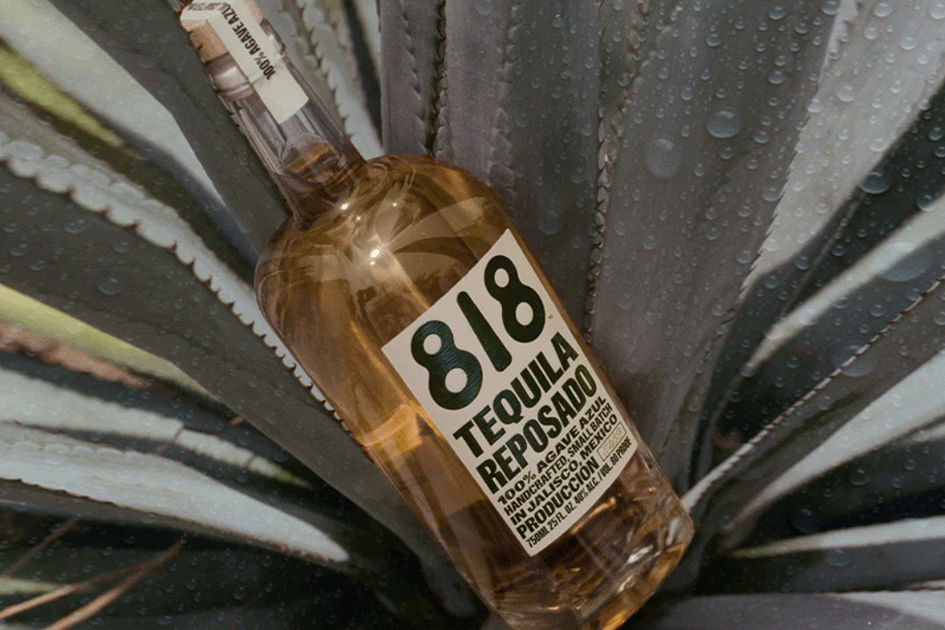 100% AGAVE AZUL
818
TEQUILA
REPOSADO
100% AGAVE AZUL
HANDCRAFTED, SMALL BATCH
IN JALISCO, MEXICO
PRODUCCIÓN
750ML 25 FL. OZ. 40% ALC./VOL. 80 PROOF